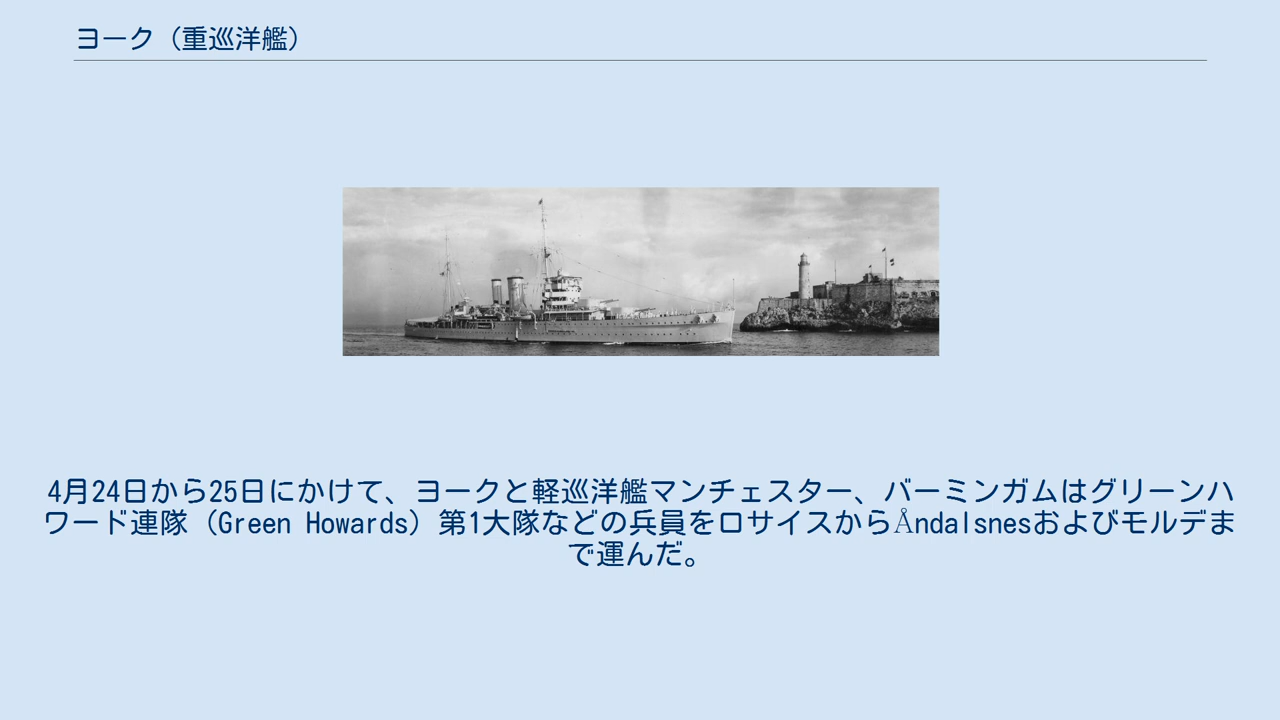 ヨーク（重巡洋艦）
4月24日から25日にかけて、ヨークと軽巡洋艦マンチェスター、バーミンガムはグリーンハ
ワード連隊（Green Howards）第1大隊などの兵員をロサイスからÅndalsnesおよびモルデま
で運んだ。